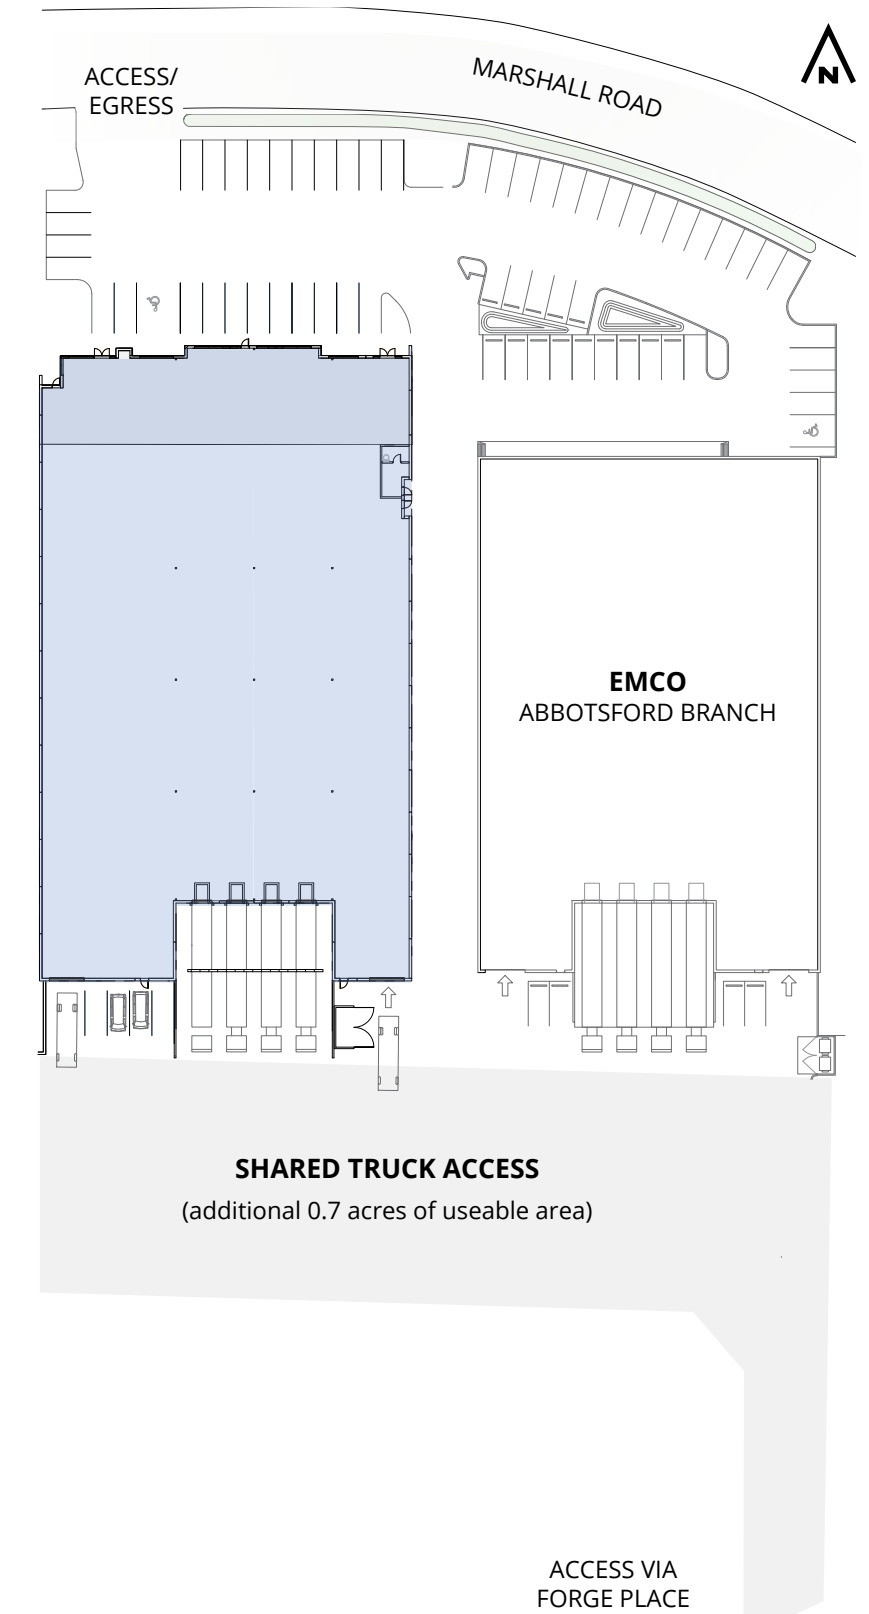 MARSHALL ROAD
ACCESS/
EGRESS
N
EMCO
ABBOTSFORD BRANCH
SHARED TRUCK ACCESS
(additional 0.7 acres of useable area)
ACCESS VIA
FORGE PLACE